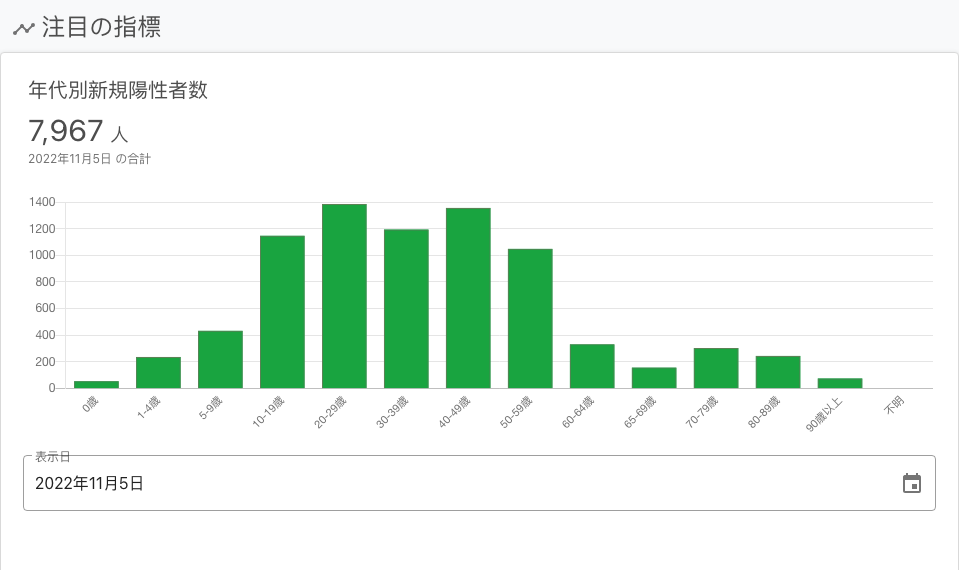 注目の指標
年代別新規陽性者数
7,967 人
2022年11月5日 の合計
1400
1200
1000
800
600
400
200
0
0歳
1-4歳
5-9歳
10-19歳
20-29歳
30-39歳
40-49歳
50-59歳
60-64歳
65-69歳
70-79歳
80-89歳
90歳以上
不明
表示日
2022年11月5日